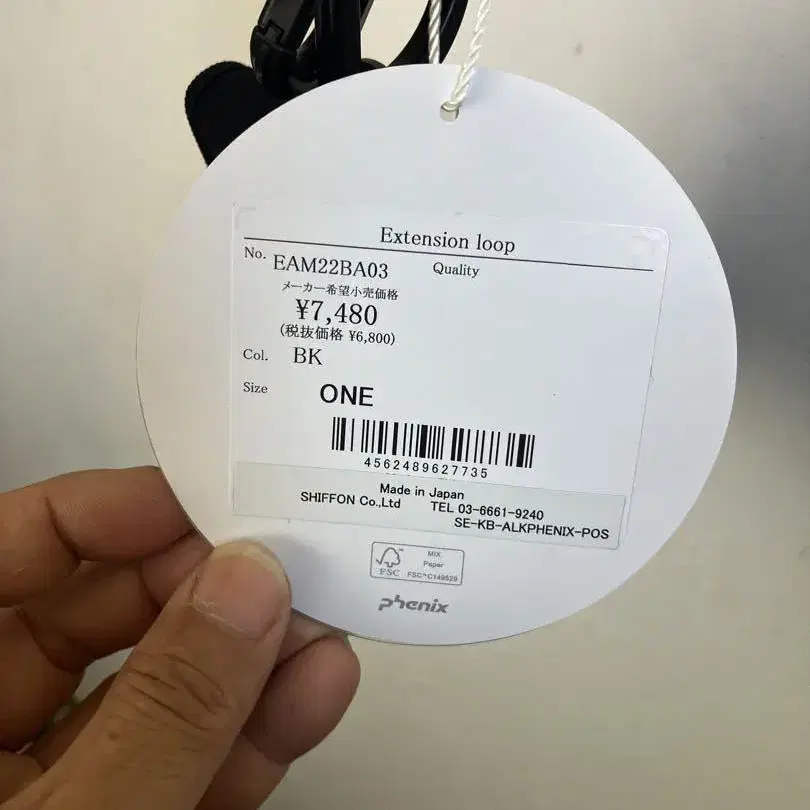 Extension loop
No. EAM22BA03 Quality
メーカー希望小売価格
¥7,480
(税抜価格 ¥6,800)
Col. BK
Size ONE
4562489627735
Made in Japan
SHIFFON Co.,Ltd TEL 03-6661-9240
SE-KB-ALKPHENIX-POS
FSC™
MIX
Paper
FSC™C149529
phenix